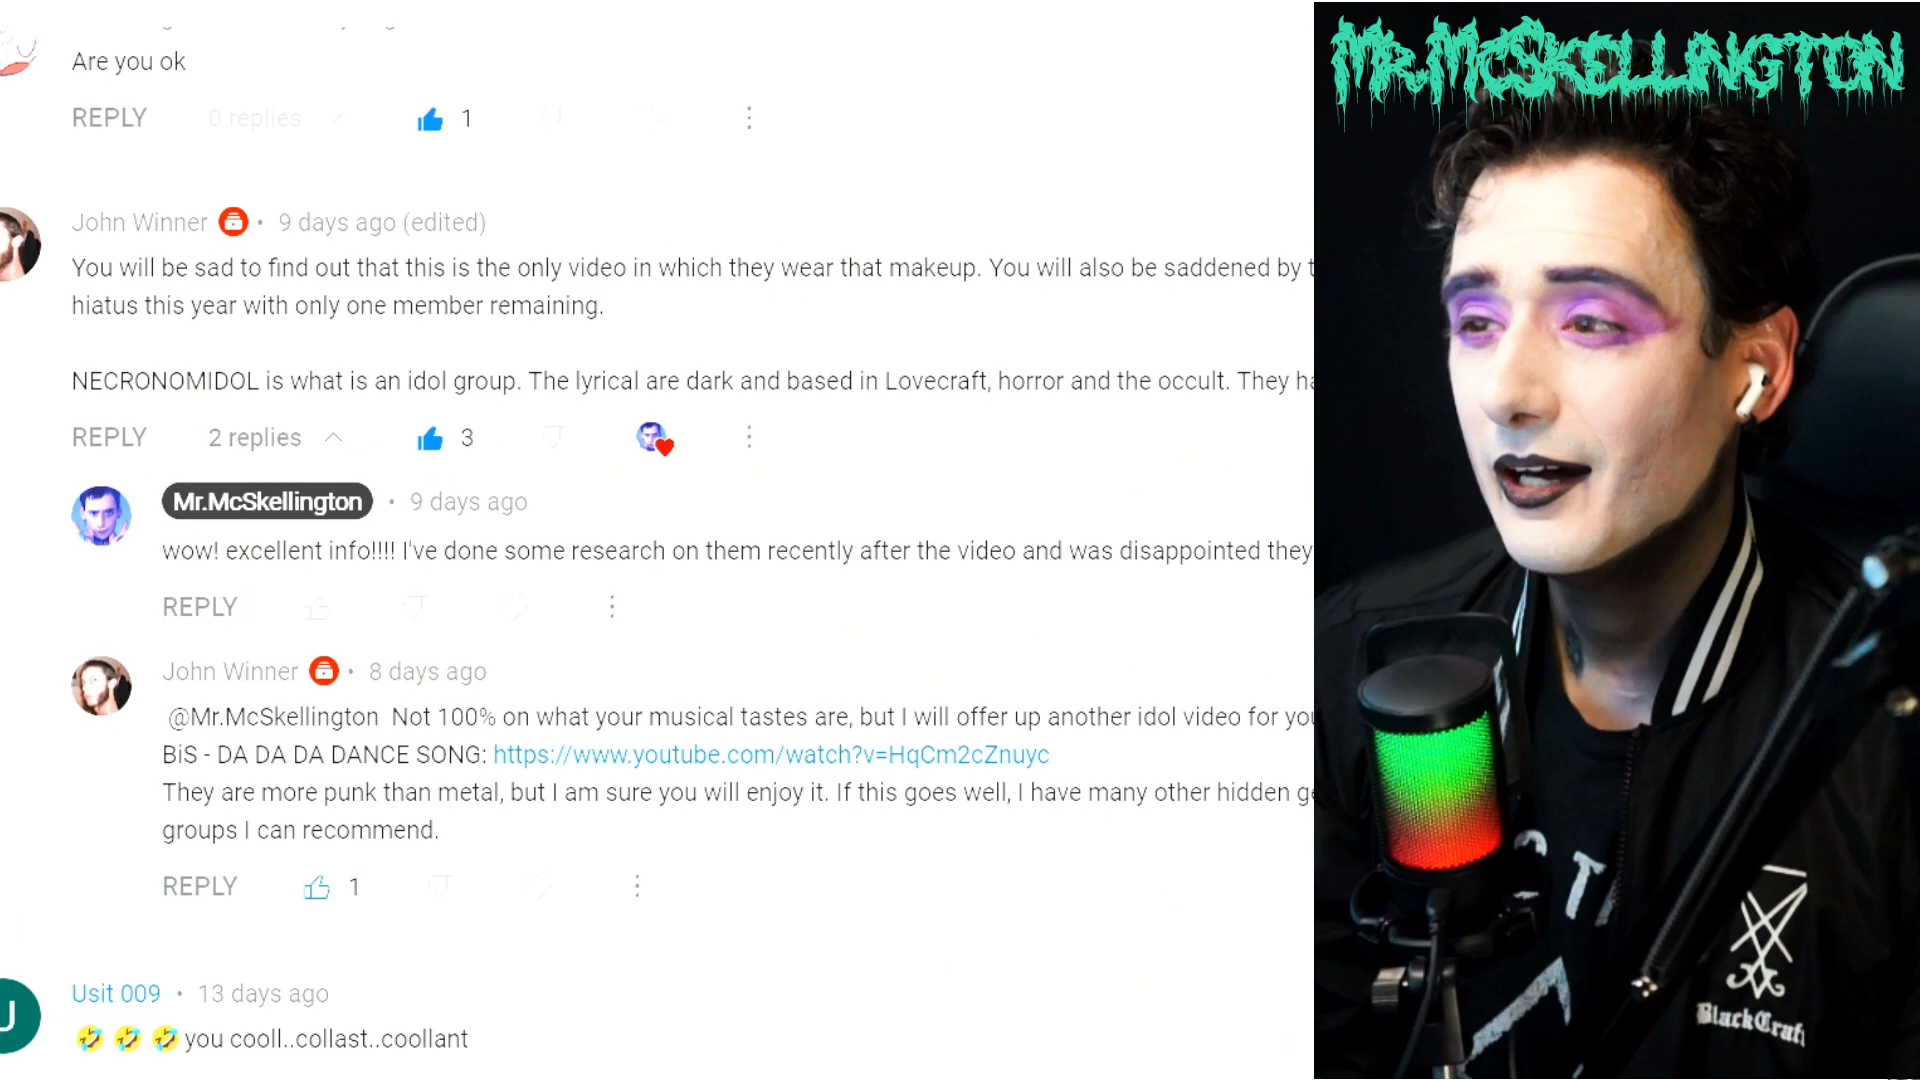 Mr.McSkellington
Are you ok
REPLY 0 replies 1
John Winner • 9 days ago (edited)
You will be sad to find out that this is the only video in which they wear that makeup. You will also be saddened by
hiatus this year with only one member remaining.
NECRONOMIDOL is what is an idol group. The lyrical are dark and based in Lovecraft, horror and the occult. They
REPLY 2 replies 3
Mr.McSkellington • 9 days ago
wow! excellent info!!!! I've done some research on them recently after the video and was disappointed they
REPLY
John Winner • 8 days ago
@Mr.McSkellington Not 100% on what your musical tastes are, but I will offer up another idol video for
BiS - DA DA DA DANCE SONG: https://www.youtube.com/watch?v=HqCm2cZnuyc
They are more punk than metal, but I am sure you will enjoy it. If this goes well, I have many other hidden
groups I can recommend.
REPLY 1
Usit 009 • 13 days ago
🤣 🤣 🤣 you cooll..collast..coollant
BlackCraft